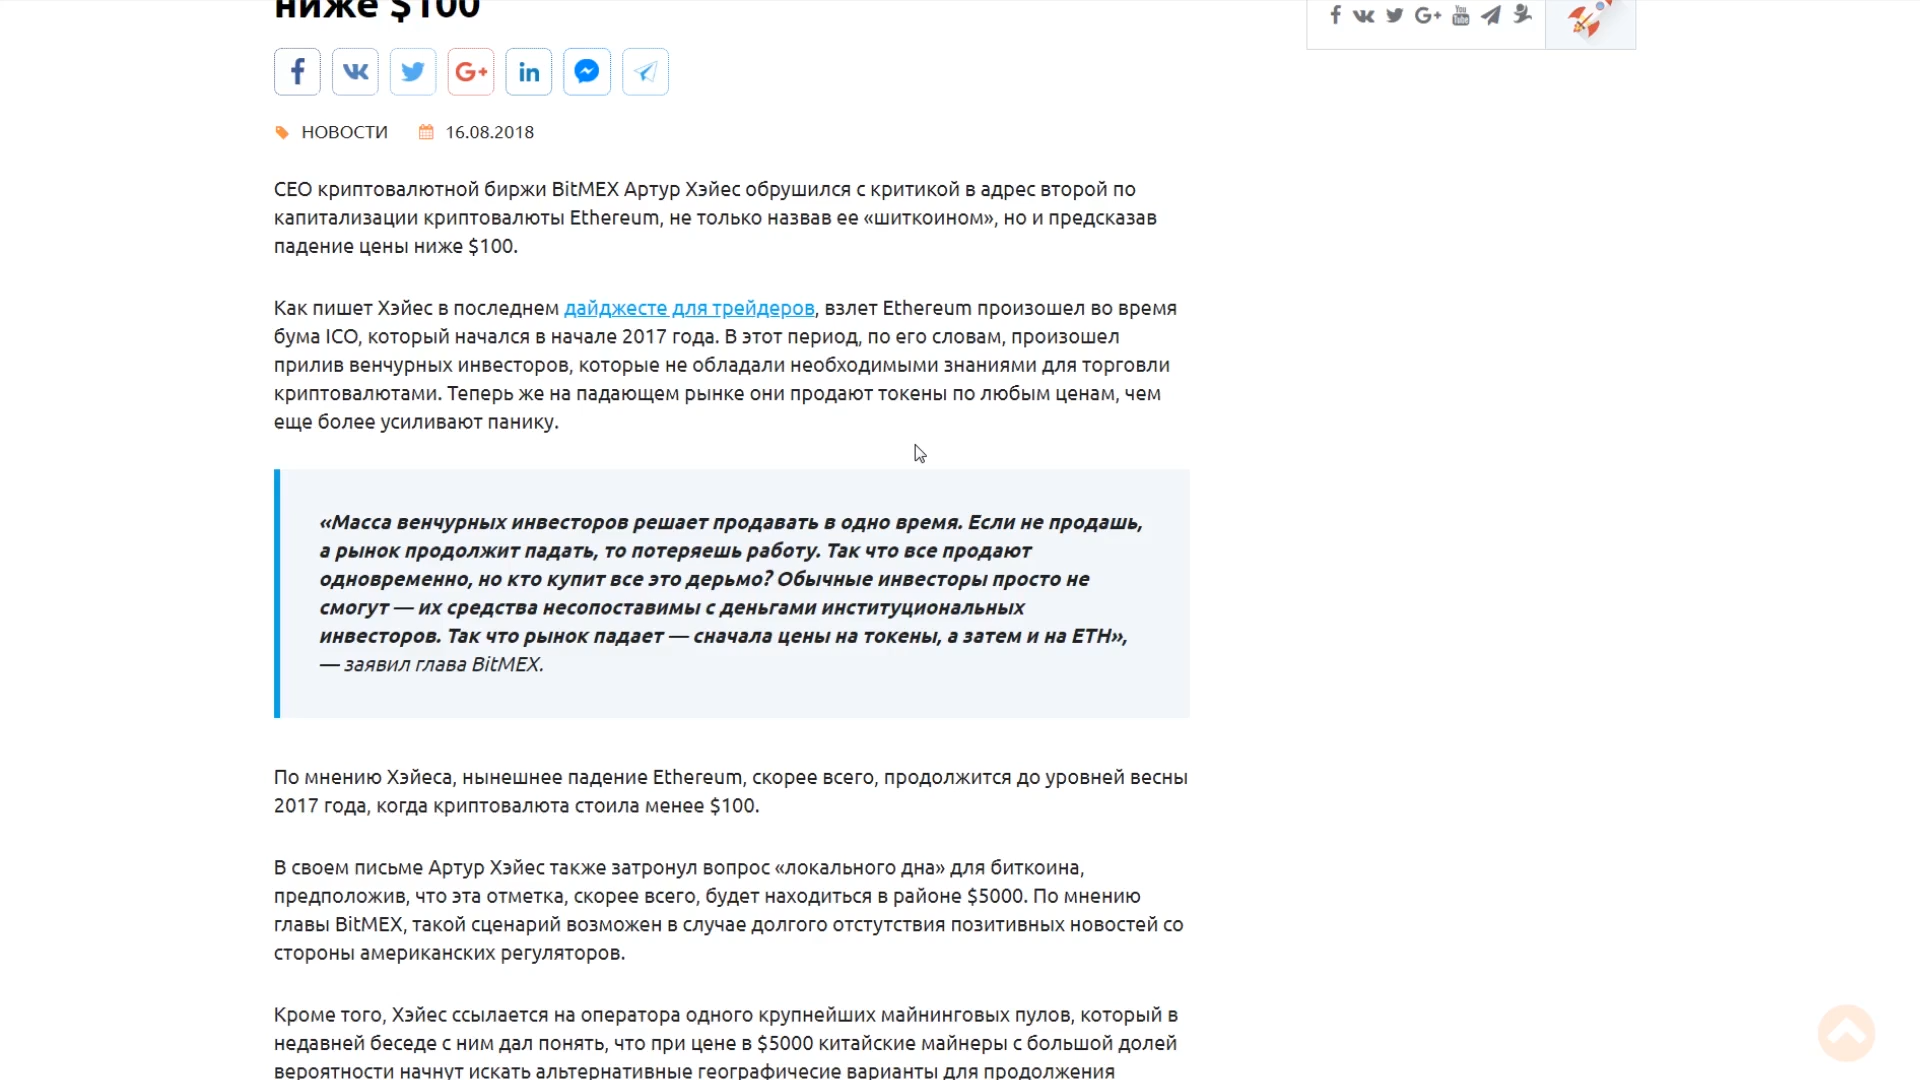 ниже $100
НОВОСТИ 16.08.2018
CEO криптовалютной биржи BitMEX Артур Хэйес обрушился с критикой в адрес второй по
капитализации криптовалюты Ethereum, не только назвав ее «шиткоином», но и предсказав
падение цены ниже $100.
Как пишет Хэйес в последнем дайджесте для трейдеров, взлет Ethereum произошел во время
бума ICO, который начался в начале 2017 года. В этот период, по его словам, произошел
прилив венчурных инвесторов, которые не обладали необходимыми знаниями для торговли
криптовалютами. Теперь же на падающем рынке они продают токены по любым ценам, чем
еще более усиливают панику.
«Масса венчурных инвесторов решает продавать в одно время. Если не продашь,
а рынок продолжит падать, то потеряешь работу. Так что все продают
одновременно, но кто купит все это дерьмо? Обычные инвесторы просто не
смогут — их средства несопоставимы с деньгами институциональных
инвесторов. Так что рынок падает — сначала цены на токены, а затем и на ETH»,
— заявил глава BitMEX.
По мнению Хэйеса, нынешнее падение Ethereum, скорее всего, продолжится до уровней весны
2017 года, когда криптовалюта стоила менее $100.
В своем письме Артур Хэйес также затронул вопрос «локального дна» для биткоина,
предположив, что эта отметка, скорее всего, будет находиться в районе $5000. По мнению
главы BitMEX, такой сценарий возможен в случае долгого отстутствия позитивных новостей со
стороны американских регуляторов.
Кроме того, Хэйес ссылается на оператора одного крупнейших майнинговых пулов, который в
недавней беседе с ним дал понять, что при цене в $5000 китайские майнеры с большой долей
вероятности начнут искать альтернативные географичесие варианты для продолжения